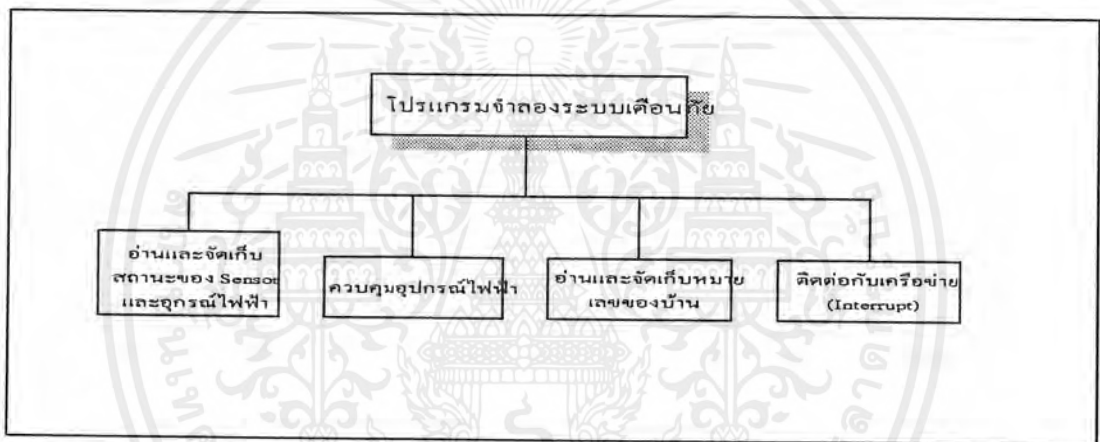 โปรแกรมจำลองระบบเตือนภัย
อ่านและจัดเก็บ
สถานะของ Sensor
และอุกรณ์ไฟฟ้า
ควบคุมอุปกรณ์ไฟฟ้า
อ่านและจัดเก็บหมาย
เลขของบ้าน
ติดต่อกับเครือข่าย
(Interrupt)